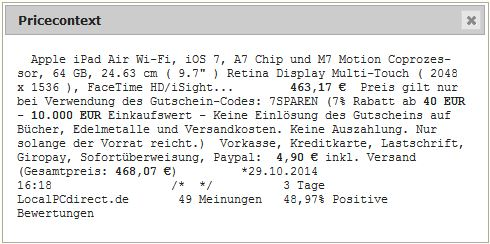 Pricecontext
Apple iPad Air Wi-Fi, iOS 7, A7 Chip und M7 Motion Coprozes-
sor, 64 GB, 24.63 cm ( 9.7" ) Retina Display Multi-Touch ( 2048
x 1536 ), FaceTime HD/iSight... 463,17 € Preis gilt nur
bei Verwendung des Gutschein-Codes: 7SPAREN (7% Rabatt ab 40 EUR
- 10.000 EUR Einkaufswert - Keine Einlösung des Gutscheins auf
Bücher, Edelmetalle und Versandkosten. Keine Auszahlung. Nur
solange der Vorrat reicht.) Vorkasse, Kreditkarte, Lastschrift,
Giropay, Sofortüberweisung, Paypal: 4,90 € inkl. Versand
(Gesamtpreis: 468,07 €) *29.10.2014
16:18 /* */ 3 Tage
LocalPCdirect.de 49 Meinungen 48,97% Positive
Bewertungen